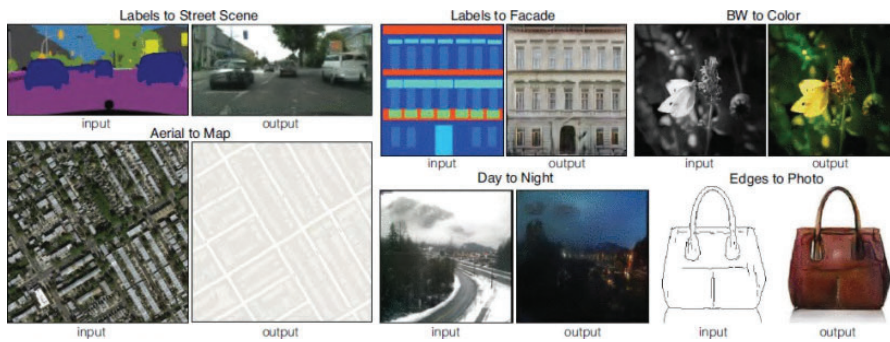 Labels to Street Scene
input
output
Aerial to Map
input
output
Labels to Facade
input
output
BW to Color
input
output
Day to Night
input
output
Edges to Photo
input
output